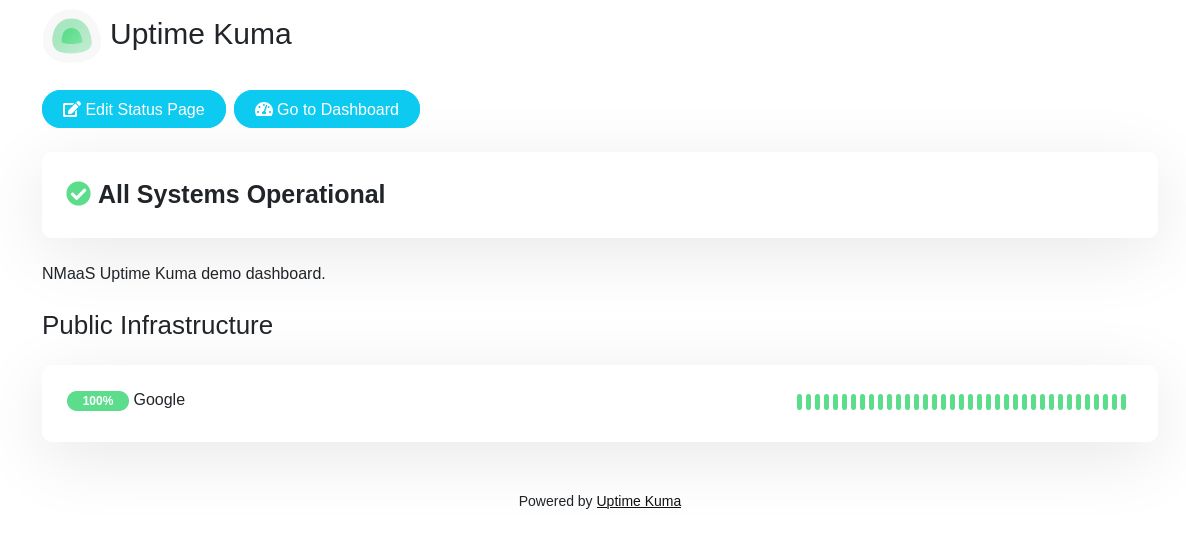 Uptime Kuma
Edit Status Page Go to Dashboard
All Systems Operational
NMaaS Uptime Kuma demo dashboard.
Public Infrastructure
100% Google
Powered by Uptime Kuma